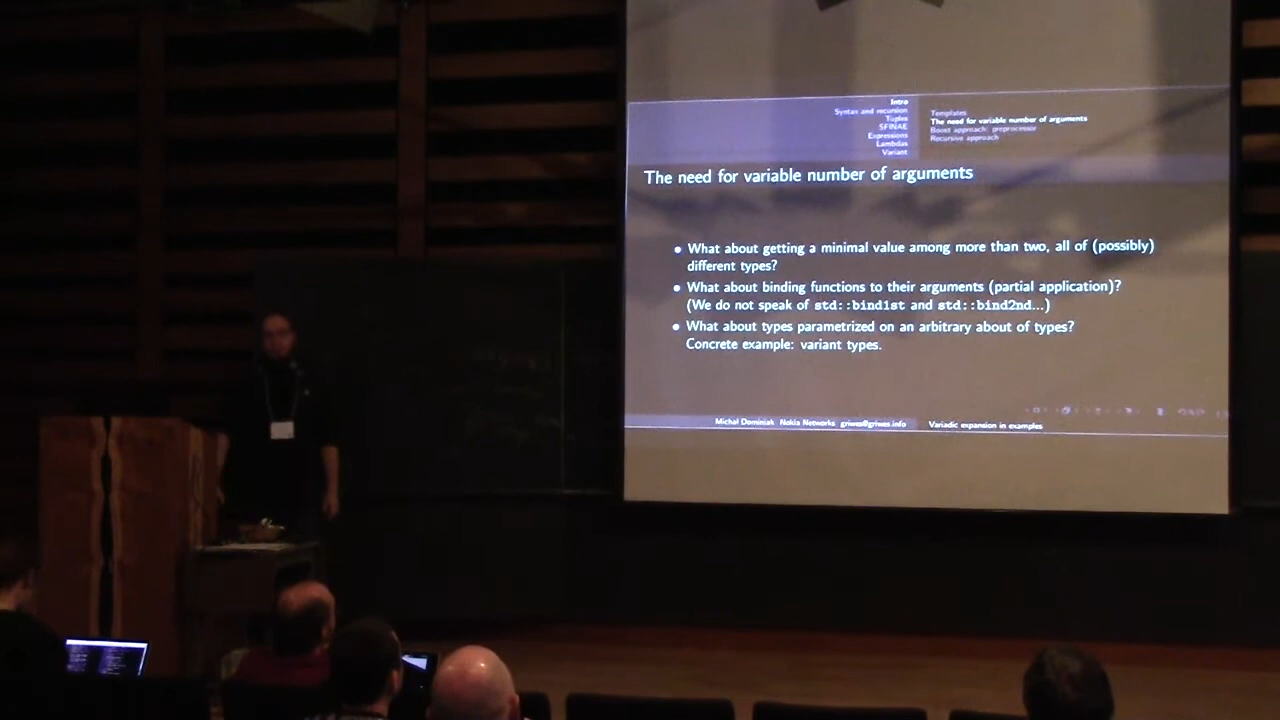 Intro
Syntax and recursion
Tuples
SFINAE
Expressions
Lambdas
Variant
Templates
The need for variable number of arguments
Boost approach: preprocessor
Recursive approach
The need for variable number of arguments
• What about getting a minimal value among more than two, all of (possibly)
different types?
• What about binding functions to their arguments (partial application)?
(We do not speak of std::bind1st and std::bind2nd...)
• What about types parametrized on an arbitrary about of types?
Concrete example: variant types.
Michał Dominiak Nokia Networks griwes@griwes.info
Variadic expansion in examples